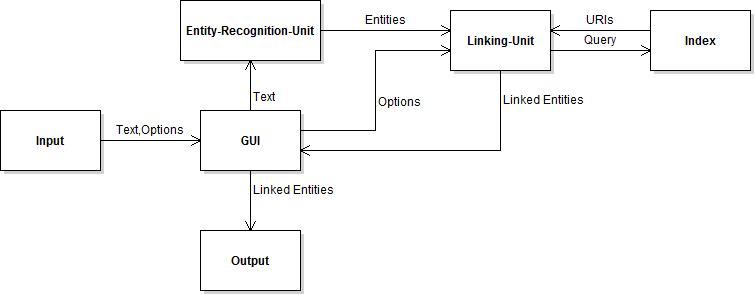 Entity-Recognition-Unit
Entities
Linking-Unit
URIs
Query
Index
Text
Options
Linked Entities
Input
Text,Options
GUI
Linked Entities
Output